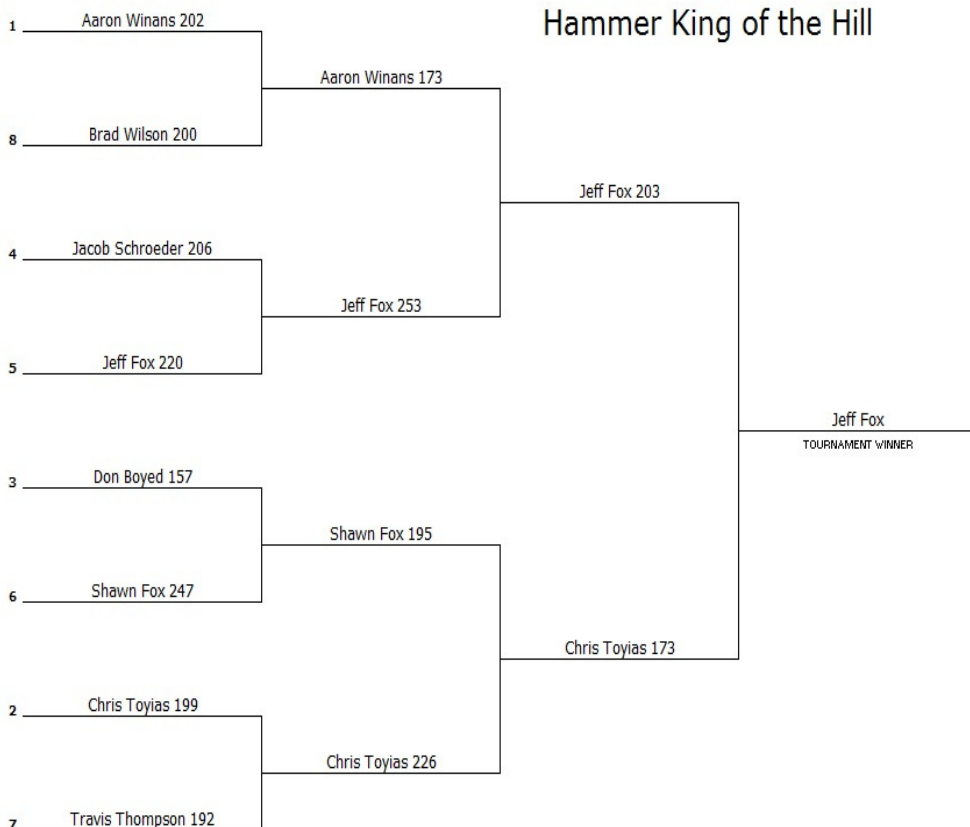 Hammer King of the Hill
1 Aaron Winans 202
Aaron Winans 173
8 Brad Wilson 200
Jeff Fox 203
4 Jacob Schroeder 206
Jeff Fox 253
5 Jeff Fox 220
Jeff Fox
TOURNAMENT WINNER
3 Don Boyed 157
Shawn Fox 195
6 Shawn Fox 247
Chris Toyias 173
2 Chris Toyias 199
Chris Toyias 226
7 Travis Thompson 192